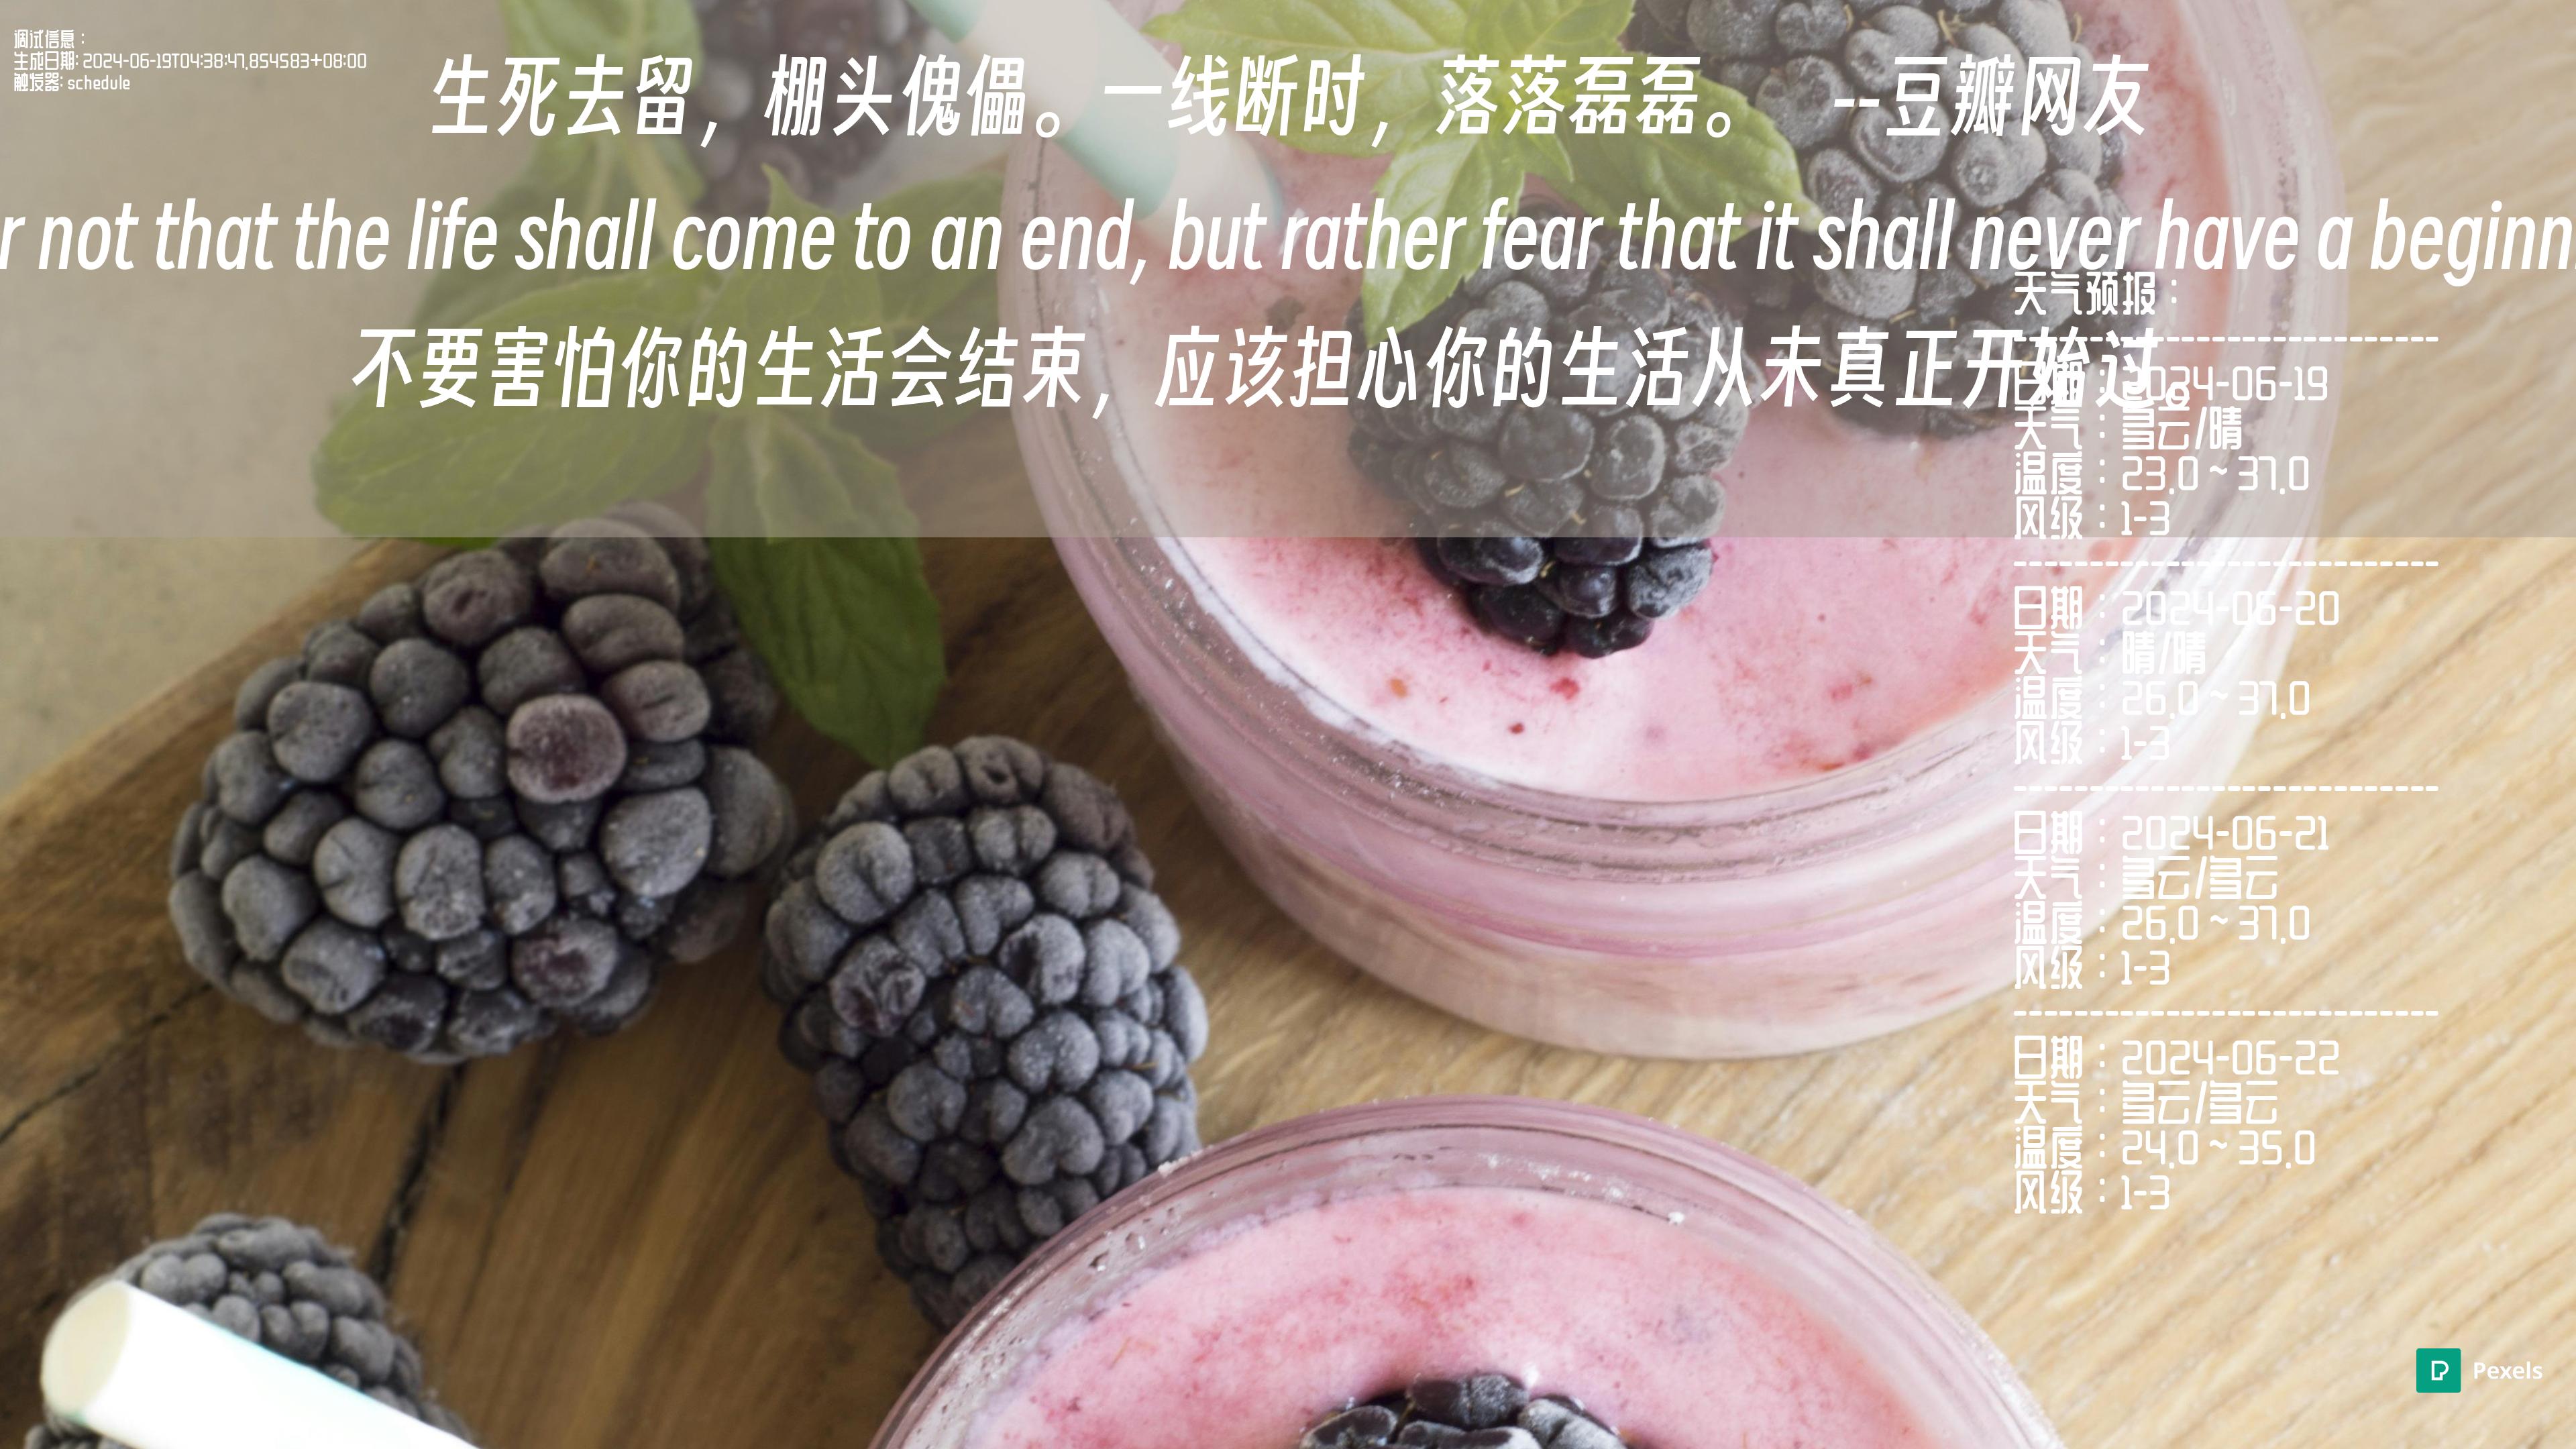 调试信息：
生成日期: 2024-06-19T04:38:47.854583+08:00
触发器: schedule
生死去留，棚头傀儡。一线断时，落落磊磊。 --豆瓣网友
r not that the life shall come to an end, but rather fear that it shall never have a beginn
不要害怕你的生活会结束，应该担心你的生活从未真正开始过。
天气预报：
------------------------------
日期：2024-06-19
天气：多云/晴
温度：23.0 ~ 37.0
风级：1-3
------------------------------
日期：2024-06-20
天气：晴/晴
温度：26.0 ~ 37.0
风级：1-3
------------------------------
日期：2024-06-21
天气：多云/多云
温度：26.0 ~ 37.0
风级：1-3
------------------------------
日期：2024-06-22
天气：多云/多云
温度：24.0 ~ 35.0
风级：1-3
Pexels